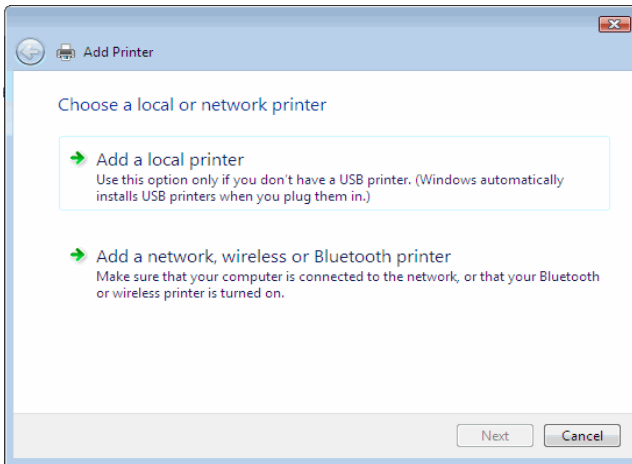 Add Printer
Choose a local or network printer
Add a local printer
Use this option only if you don't have a USB printer. (Windows automatically
installs USB printers when you plug them in.)
Add a network, wireless or Bluetooth printer
Make sure that your computer is connected to the network, or that your Bluetooth
or wireless printer is turned on.
Next
Cancel